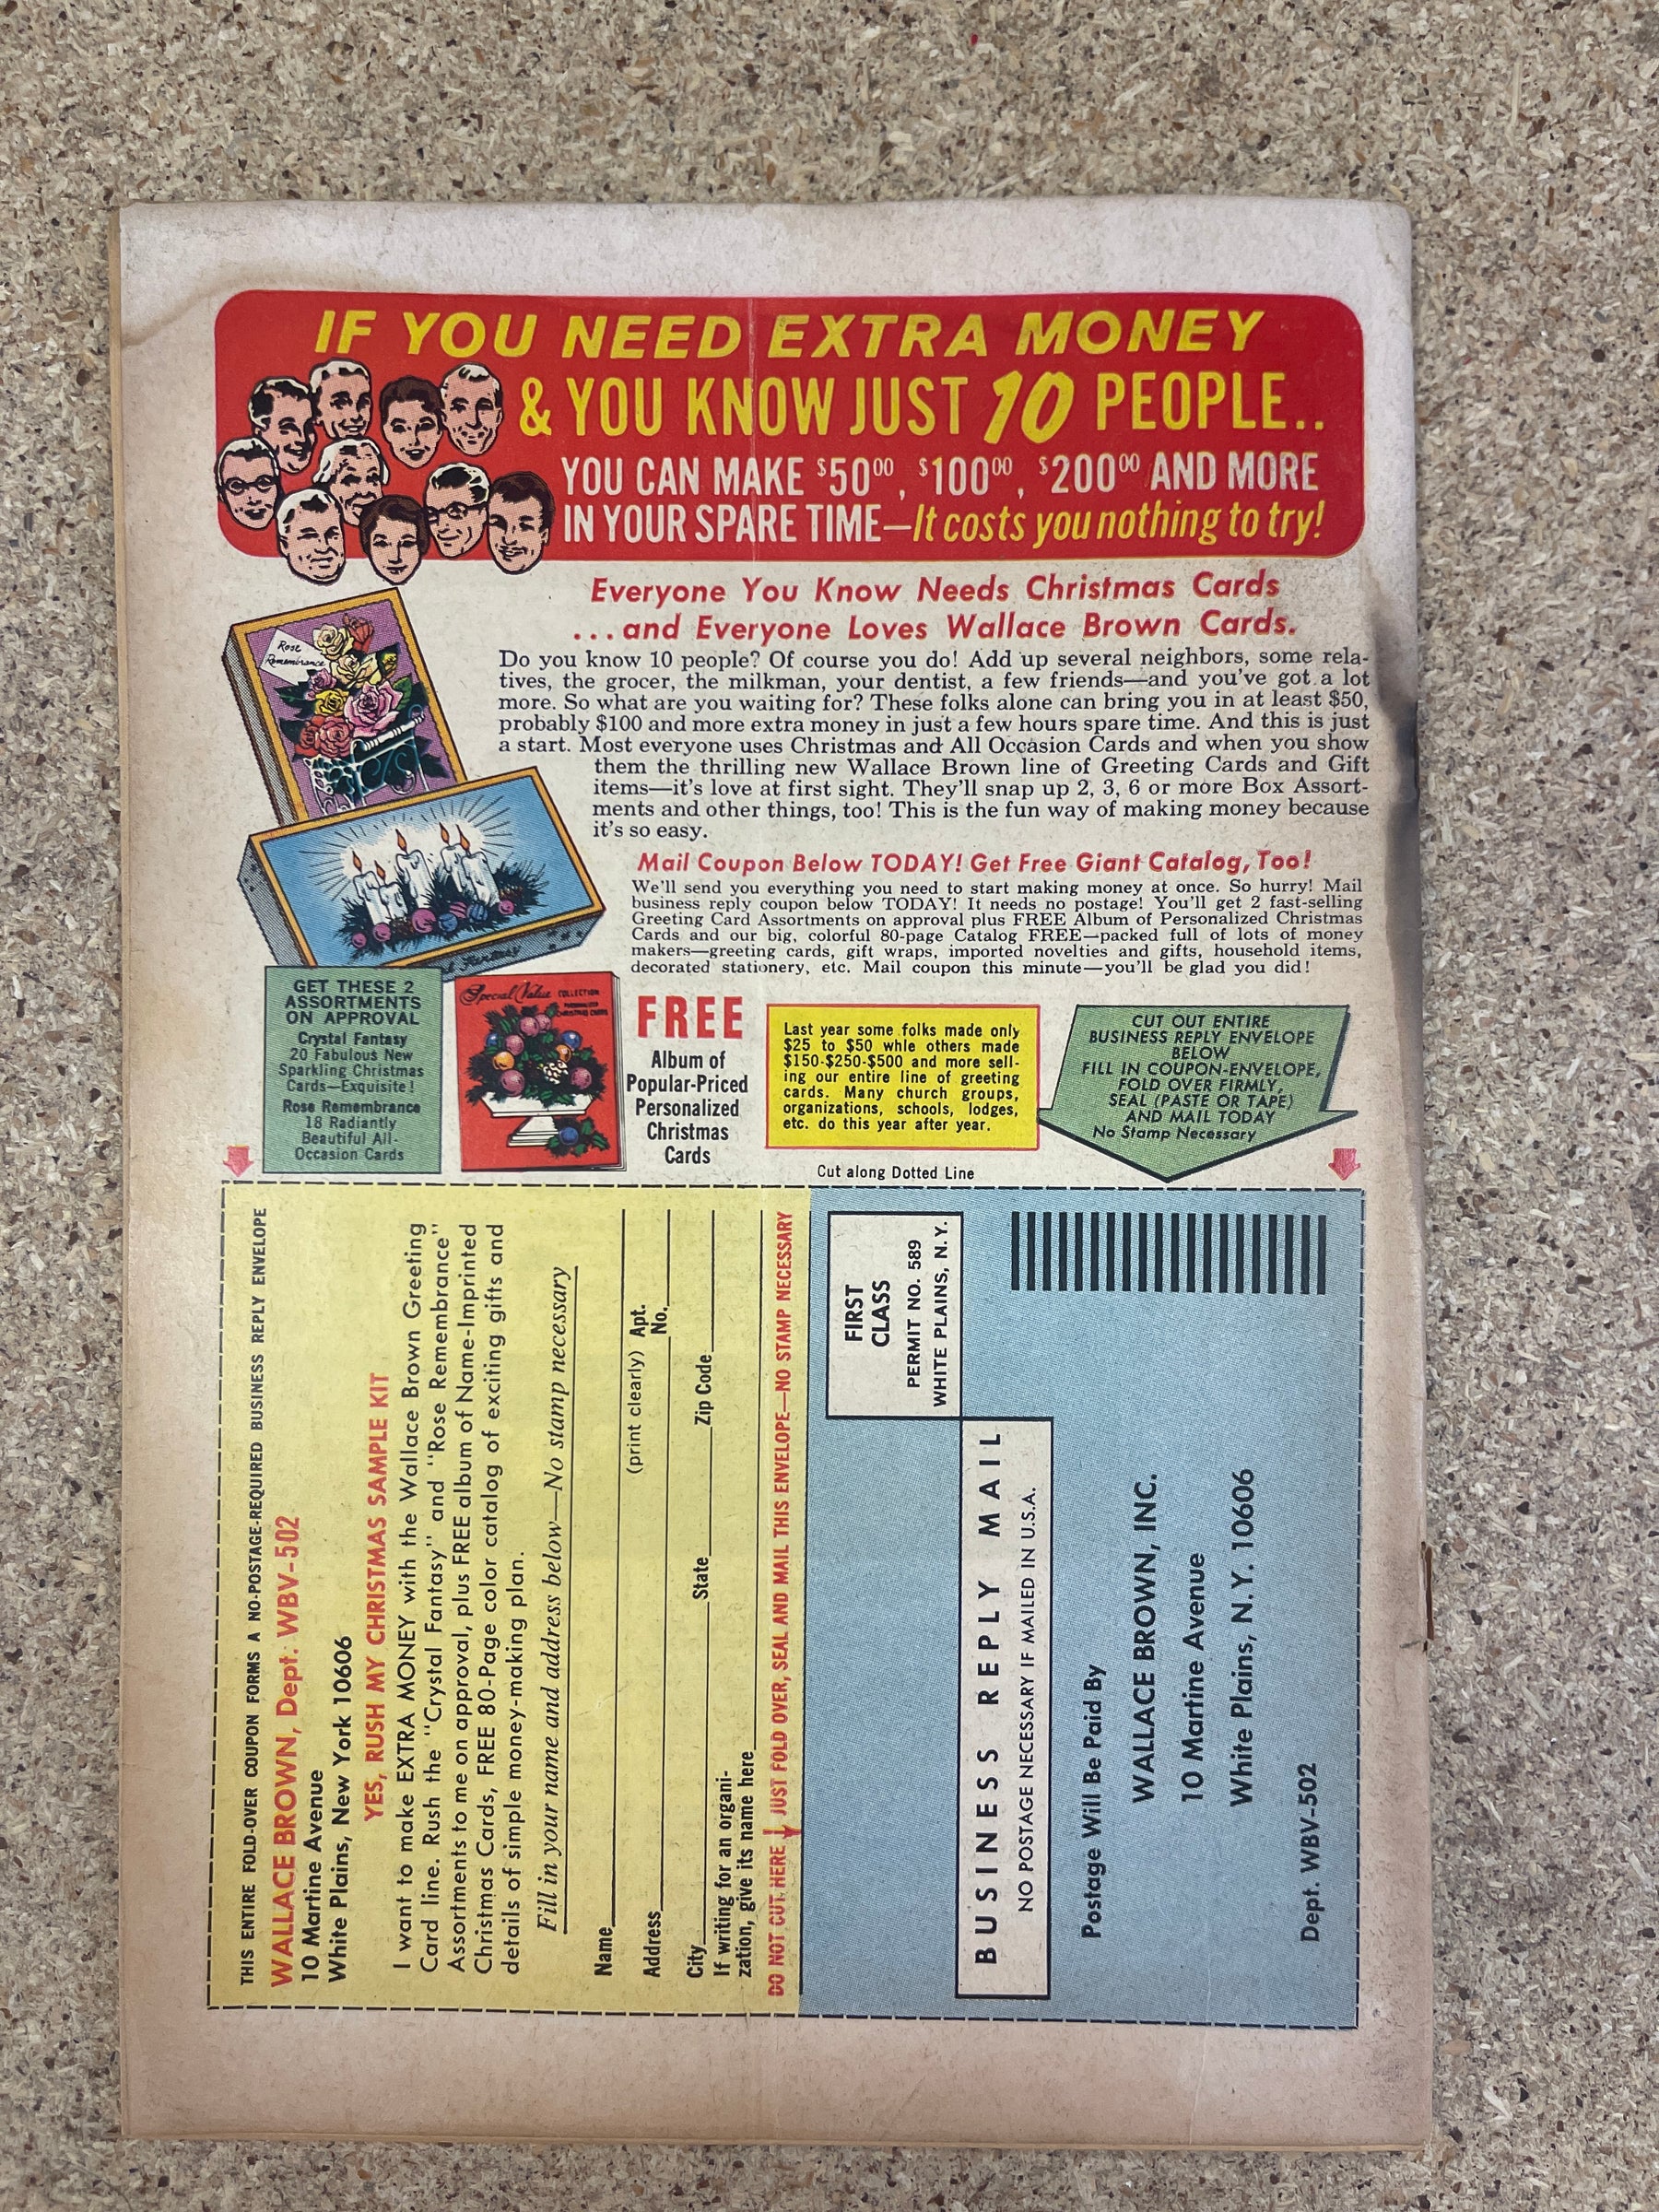 IF YOU NEED EXTRA MONEY
& YOU KNOW JUST 10 PEOPLE..
YOU CAN MAKE $50⁰⁰, $100⁰⁰, $200⁰⁰ AND MORE
IN YOUR SPARE TIME—It costs you nothing to try!
Everyone You Know Needs Christmas Cards
...and Everyone Loves Wallace Brown Cards.
Rose
Remembrance
Do you know 10 people? Of course you do! Add up several neighbors, some rela-
tives, the grocer, the milkman, your dentist, a few friends—and you've got a lot
more. So what are you waiting for? These folks alone can bring you in at least $50,
probably $100 and more extra money in just a few hours spare time. And this is just
a start. Most everyone uses Christmas and All Occasion Cards and when you show
them the thrilling new Wallace Brown line of Greeting Cards and Gift
items—it's love at first sight. They'll snap up 2, 3, 6 or more Box Assort-
ments and other things, too! This is the fun way of making money because
it's so easy.
Mail Coupon Below TODAY! Get Free Giant Catalog, Too!
We'll send you everything you need to start making money at once. So hurry! Mail
business reply coupon below TODAY! It needs no postage! You'll get 2 fast-selling
Greeting Card Assortments on approval plus FREE Album of Personalized Christmas
Cards and our big, colorful 80-page Catalog FREE—packed full of lots of money
makers—greeting cards, gift wraps, imported novelties and gifts, household items,
decorated stationery, etc. Mail coupon this minute—you'll be glad you did!
GET THESE 2
ASSORTMENTS
ON APPROVAL
Crystal Fantasy
20 Fabulous New
Sparkling Christmas
Cards—Exquisite!
Rose Remembrance
18 Radiantly
Beautiful All-
Occasion Cards
Special Value COLLECTION
PERSONALIZED
CHRISTMAS CARDS
FREE
Album of
Popular-Priced
Personalized
Christmas
Cards
Last year some folks made only
$25 to $50 whle others made
$150-$250-$500 and more sell-
ing our entire line of greeting
cards. Many church groups,
organizations, schools, lodges,
etc. do this year after year.
CUT OUT ENTIRE
BUSINESS REPLY ENVELOPE
BELOW
FILL IN COUPON-ENVELOPE,
FOLD OVER FIRMLY,
SEAL (PASTE OR TAPE)
AND MAIL TODAY
No Stamp Necessary
Cut along Dotted Line
THIS ENTIRE FOLD-OVER COUPON FORMS A NO-POSTAGE-REQUIRED BUSINESS REPLY ENVELOPE
WALLACE BROWN, Dept. WBV-502
10 Martine Avenue
White Plains, New York 10606
YES, RUSH MY CHRISTMAS SAMPLE KIT
I want to make EXTRA MONEY with the Wallace Brown Greeting
Card line. Rush the "Crystal Fantasy" and "Rose Remembrance"
Assortments to me on approval, plus FREE album of Name-Imprinted
Christmas Cards, FREE 80-Page color catalog of exciting gifts and
details of simple money-making plan.
Fill in your name and address below—No stamp necessary
Name
(print clearly)
Address Apt. No.
City State Zip Code
If writing for an organi-
zation, give its name here
DO NOT CUT HERE JUST FOLD OVER, SEAL AND MAIL THIS ENVELOPE—NO STAMP NECESSARY
FIRST
CLASS
PERMIT NO. 589
WHITE PLAINS, N. Y.
BUSINESS REPLY MAIL
NO POSTAGE NECESSARY IF MAILED IN U.S.A.
Postage Will Be Paid By
WALLACE BROWN, INC.
10 Martine Avenue
White Plains, N.Y. 10606
Dept. WBV-502